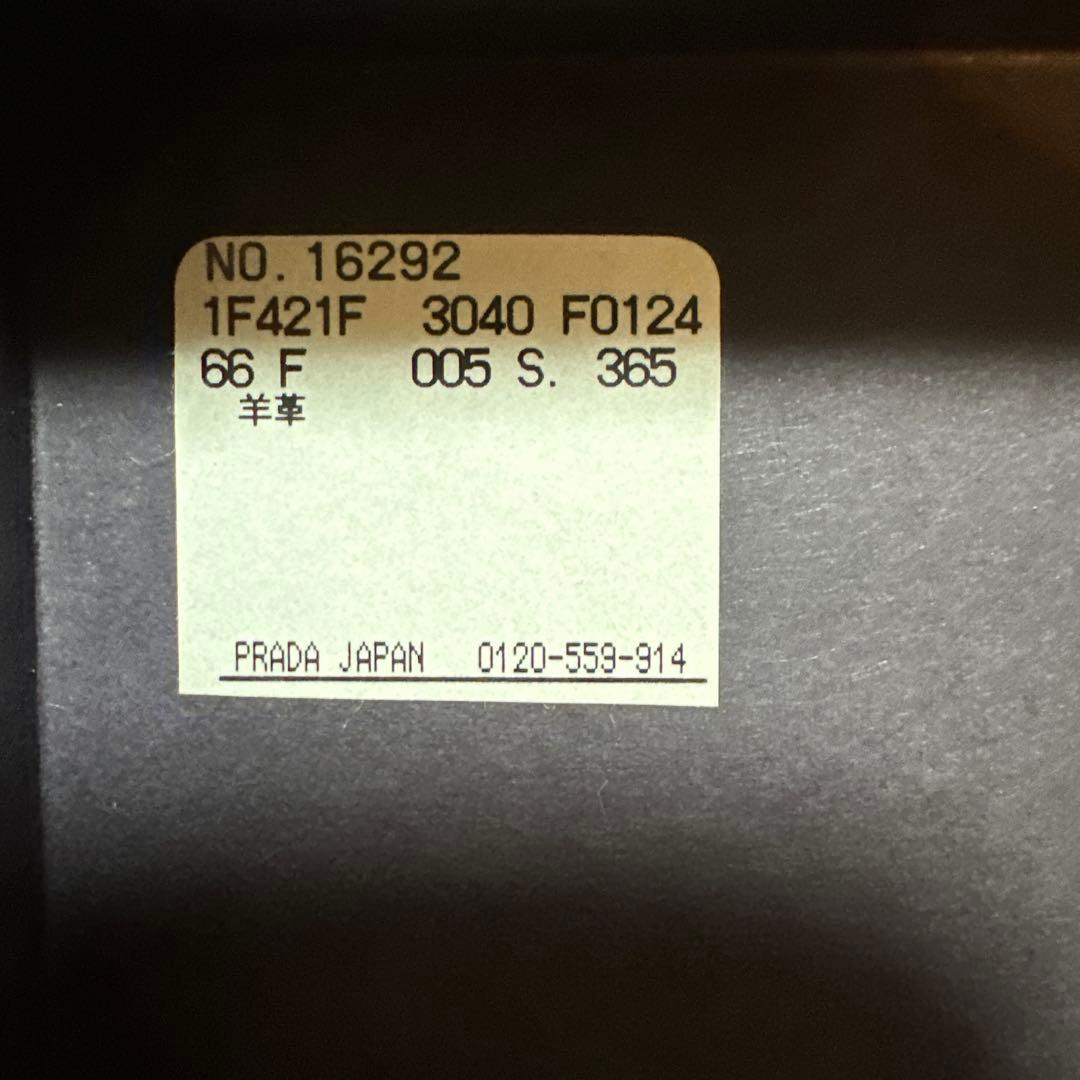 NO. 16292
1F421F 3040 F0124
66 F 005 S. 365
羊革
PRADA JAPAN 0120-559-914